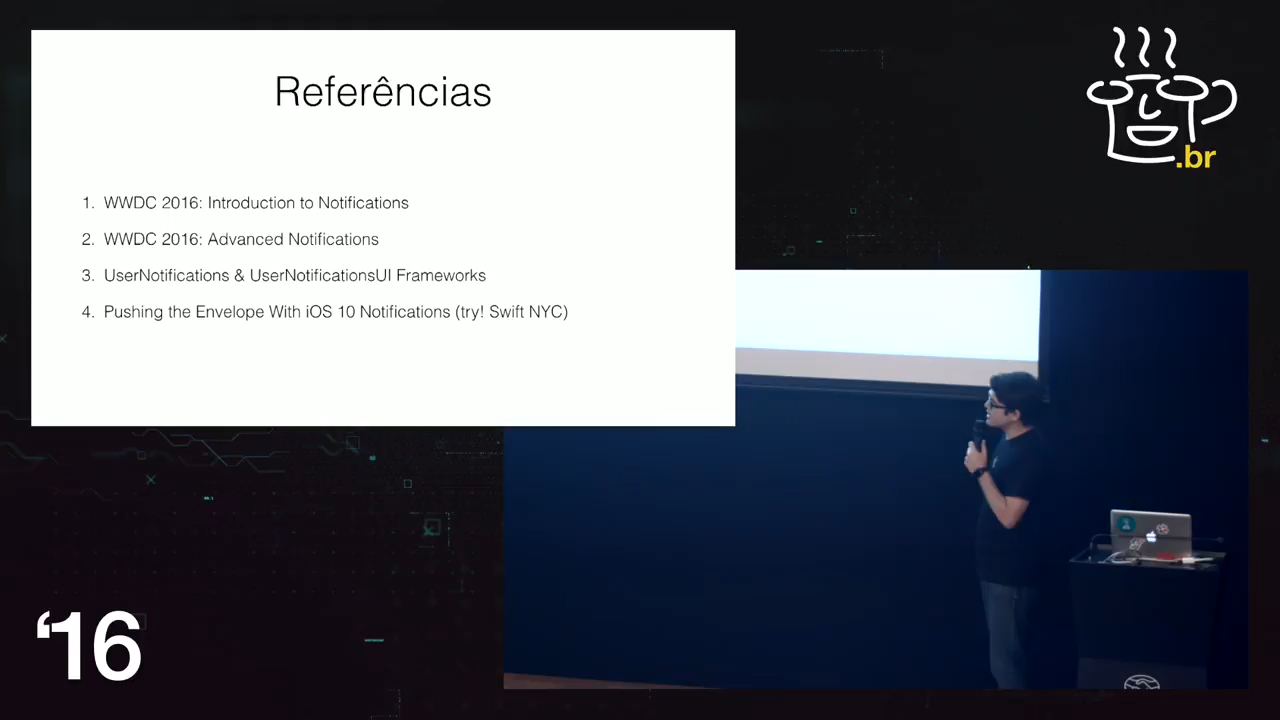 Referências
1. WWDC 2016: Introduction to Notifications
2. WWDC 2016: Advanced Notifications
3. UserNotifications & UserNotificationsUI Frameworks
4. Pushing the Envelope With iOS 10 Notifications (try! Swift NYC)
.br
‘16